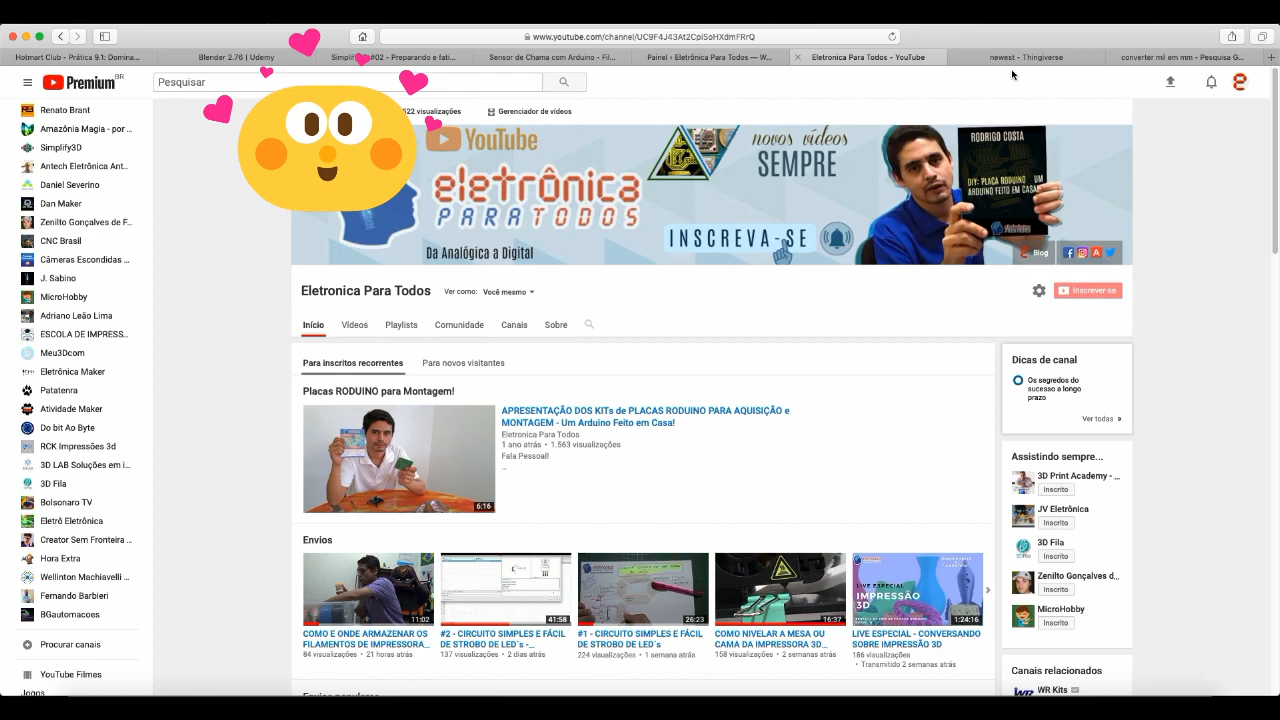 www.youtube.com/channel/UC9F4J43At2CpiSoHXdmFRrQ
Hotmart Club - Prática 9.1: Domina...
Blender 2.76 | Udemy
Simplify #02 - Preparando e fati...
Sensor de Chama com Arduino - Fil...
Painel ‹ Eletrônica Para Todos — W...
Eletronica Para Todos - YouTube
newest - Thingiverse
converter mil em mm - Pesquisa G...
Premium BR
Pesquisar
Renato Brant
Amazônia Magia - por ...
Simplify3D
Antech Eletrônica Ant...
Daniel Severino
Dan Maker
Zenilto Gonçalves de F...
CNC Brasil
Câmeras Escondidas ...
J. Sabino
MicroHobby
Adriano Leão Lima
ESCOLA DE IMPRESS...
Meu3Dcom
Eletrônica Maker
Patatenra
Atividade Maker
Do bit Ao Byte
RCK Impressões 3d
3D LAB Soluções em i...
3D Fila
Bolsonaro TV
Eletrô Eletrônica
Creator Sem Fronteira ...
Hora Extra
Wellinton Machiavelli ...
Fernando Barbieri
BGautomacoes
Procurar canais
YouTube Filmes
Jogos
522 visualizações
Gerenciador de vídeos
YouTube
eletrônica
PARA TODOS
Da Analógica a Digital
novos vídeos
SEMPRE
INSCREVA-SE
RODRIGO COSTA
DIY: PLACA RODUINO UM
ARDUINO FEITO EM CASA
Blog
Eletronica Para Todos
Ver como: Você mesmo
Inscrever-se
Início
Vídeos
Playlists
Comunidade
Canais
Sobre
Para inscritos recorrentes
Para novos visitantes
Placas RODUINO para Montagem!
6:16
APRESENTAÇÃO DOS KITs de PLACAS RODUINO PARA AQUISIÇÃO e
MONTAGEM - Um Arduino Feito em Casa!
Eletronica Para Todos
1 ano atrás • 1.563 visualizações
Fala Pessoal!
...
Envios
11:02
COMO E ONDE ARMAZENAR OS
FILAMENTOS DE IMPRESSORA...
84 visualizações • 21 horas atrás
41:58
#2 - CIRCUITO SIMPLES E FÁCIL
DE STROBO DE LED`s -...
137 visualizações • 2 dias atrás
26:23
#1 - CIRCUITO SIMPLES E FÁCIL
DE STROBO DE LED`s
224 visualizações • 1 semana atrás
16:37
COMO NIVELAR A MESA OU
CAMA DA IMPRESSORA 3D...
158 visualizações • 2 semanas atrás
LIVE ESPECIAL
IMPRESSÃO
3D
1:24:16
LIVE ESPECIAL - CONVERSANDO
SOBRE IMPRESSÃO 3D
186 visualizações
• Transmitido 2 semanas atrás
Dicas de canal
Os segredos do
sucesso a longo
prazo
Ver todas »
Assistindo sempre...
3D Print Academy - ...
Inscrito
JV Eletrônica
Inscrito
3D Fila
Inscrito
Zenilto Gonçalves d...
Inscrito
MicroHobby
Inscrito
Canais relacionados
WR Kits